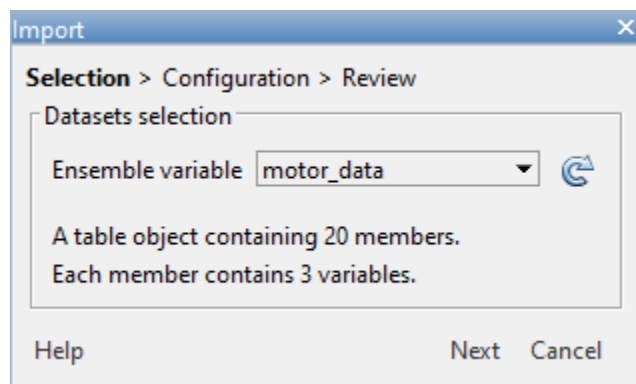 Import
Selection > Configuration > Review
Datasets selection
Ensemble variable motor_data
A table object containing 20 members.
Each member contains 3 variables.
Help Next Cancel